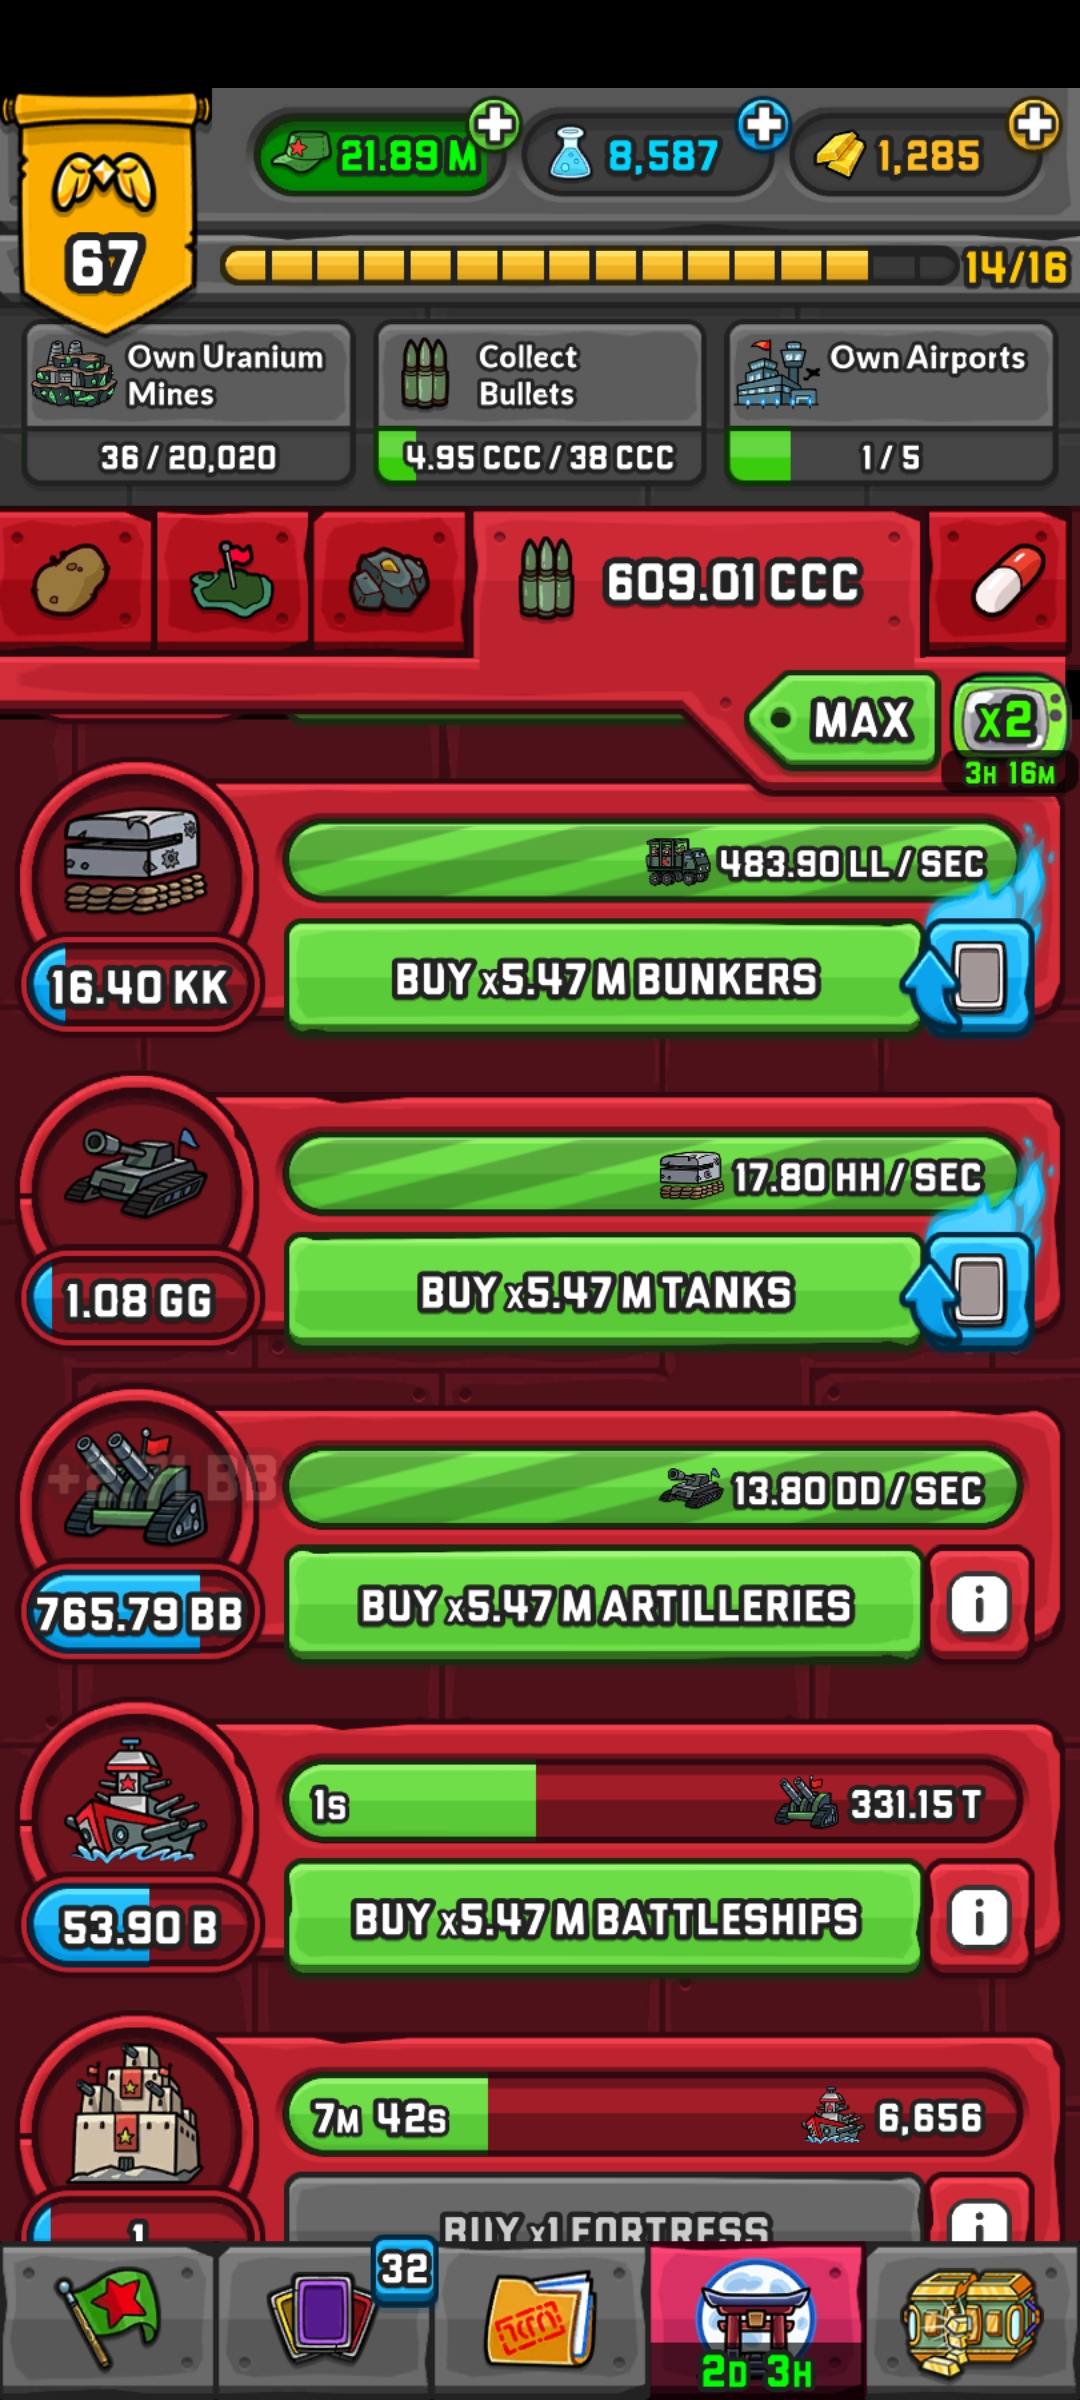 67
21.89 M
8,587
1,285
14/16
Own Uranium
Mines
36 / 20,020
Collect
Bullets
4.95 CCC / 38 CCC
Own Airports
1 / 5
609.01 CCC
MAX
x2
3H 16M
483.90 LL / SEC
16.40 KK
BUY x5.47 M BUNKERS
17.80 HH / SEC
1.08 GG
BUY x5.47 M TANKS
13.80 DD / SEC
765.79 BB
BUY x5.47 M ARTILLERIES
i
1s
331.15 T
53.90 B
BUY x5.47 M BATTLESHIPS
i
7M 42s
6,656
1
BUY x1 FORTRESS
i
32
2D 3H